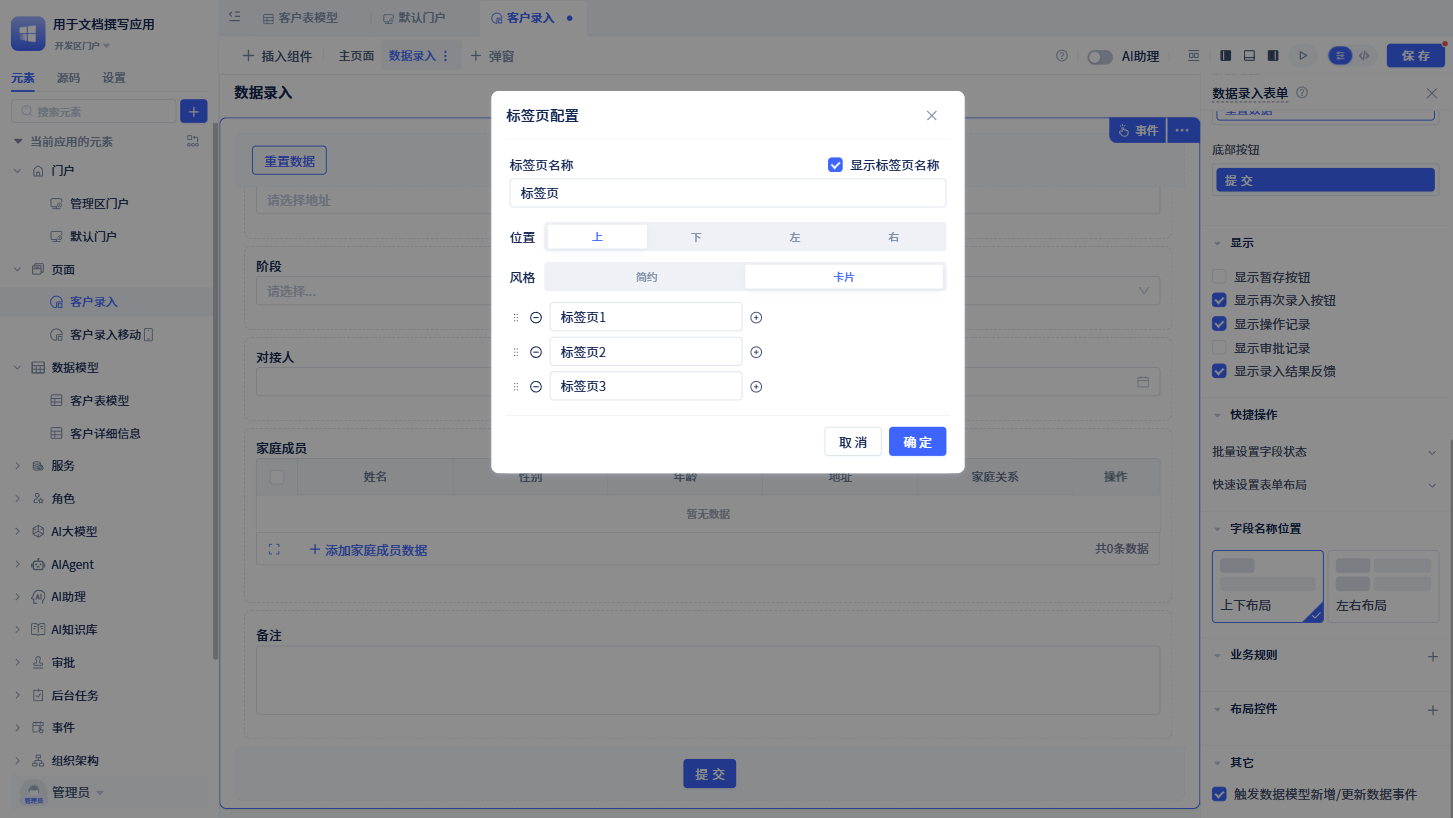 用于文档撰写应用
开发区门户
元素 源码 设置
搜索元素
当前应用的元素
门户
管理区门户
默认门户
页面
客户录入
客户录入移动
数据模型
客户表模型
客户详细信息
服务
角色
AI大模型
AIAgent
AI助理
AI知识库
审批
后台任务
事件
组织架构
管理员
管理员
客户表模型 默认门户 客户录入
插入组件 主页面 数据录入 弹窗 AI助理 保 存
数据录入
事件
重置数据
请选择地址
阶段
请选择...
对接人
家庭成员
姓名 性别 年龄 地址 家庭关系 操作
暂无数据
添加家庭成员数据 共0条数据
备注
提 交
标签页配置
标签页名称 显示标签页名称
标签页
位置 上 下 左 右
风格 简约 卡片
标签页1
标签页2
标签页3
取 消 确 定
数据录入表单
重置数据
底部按钮
提 交
显示
显示暂存按钮
显示再次录入按钮
显示操作记录
显示审批记录
显示录入结果反馈
快捷操作
批量设置字段状态
快速设置表单布局
字段名称位置
上下布局 左右布局
业务规则
布局控件
其它
触发数据模型新增/更新数据事件